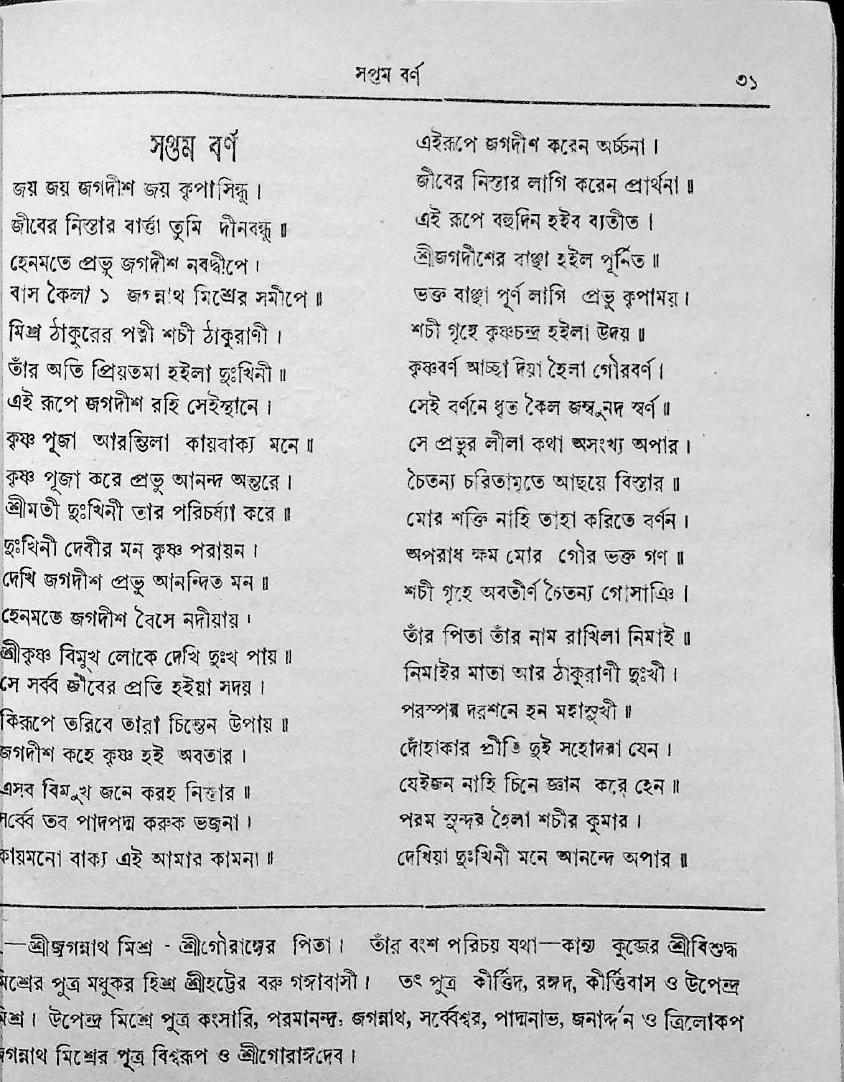 সপ্তম বর্ণ
৩১
সপ্তম বর্ণ
জয় জয় জগদীশ জয় কৃপাসিন্ধু ।
জীবের নিস্তার বার্ত্তা তুমি দীনবন্ধু ॥
হেনমতে প্রভু জগদীশ নবদ্বীপে ।
বাস কৈলা ১ জগন্নাথ মিশ্রের সমীপে ॥
মিশ্র ঠাকুরের পত্নী শচী ঠাকুরাণী ।
তাঁর অতি প্রিয়তমা হইলা দুঃখিনী ॥
এই রূপে জগদীশ রহি সেইস্থানে ।
কৃষ্ণ পূজা আরম্ভিলা কায়বাক্য মনে ॥
কৃষ্ণ পূজা করে প্রভু আনন্দ অন্তরে ।
শ্রীমতী দুঃখিনী তার পরিচর্য্যা করে ॥
দুঃখিনী দেবীর মন কৃষ্ণ পরায়ন ।
দেখি জগদীশ প্রভু আনন্দিত মন ॥
হেনমতে জগদীশ বৈসে নদীয়ায় ।
শ্রীকৃষ্ণ বিমুখ লোকে দেখি দুঃখ পায় ॥
সে সর্ব্ব জীবের প্রতি হইয়া সদয় ।
কিরূপে তরিবে তারা চিন্তেন উপায় ॥
জগদীশ কহে কৃষ্ণ হই অবতার ।
এসব বিমুখ জনে করহ নিস্তার ॥
সর্ব্বে তব পাদপদ্ম করুক ভজনা ।
কায়মনো বাক্য এই আমার কামনা ॥
এইরূপে জগদীশ করেন অর্চ্চনা ।
জীবের নিস্তার লাগি করেন প্রার্থনা ॥
এই রূপে বহুদিন হইব ব্যতীত ।
শ্রীজগদীশের বাঞ্ছা হইল পূর্নিত ॥
ভক্ত বাঞ্ছা পূর্ণ লাগি প্রভু কৃপাময় ।
শচী গৃহে কৃষ্ণচন্দ্র হইলা উদয় ॥
কৃষ্ণবর্ণ আচ্ছা দিয়া হৈলা গৌরবর্ণ ।
সেই বর্ণনে ধৃত কৈল জম্বুনদ স্বর্ণ ॥
সে প্রভুর লীলা কথা অসংখ্য অপার ।
চৈতন্য চরিতামৃতে আছয়ে বিস্তার ॥
মোর শক্তি নাহি তাহা করিতে বর্ণন ।
অপরাধ ক্ষম মোর গৌর ভক্ত গণ ॥
শচী গৃহে অবতীর্ণ চৈতন্য গোসাঞি ।
তাঁর পিতা তাঁর নাম রাখিলা নিমাই ॥
নিমাইর মাতা আর ঠাকুরাণী দুঃখী ।
পরস্পর দরশনে হন মহাসুখী ॥
দোঁহাকার প্রীতি দুই সহোদরা যেন ।
যেইজন নাহি চিনে জ্ঞান করে হেন ॥
পরম সুন্দর হৈলা শচীর কুমার ।
দেখিয়া দুঃখিনী মনে আনন্দে অপার ॥
—শ্রীজগন্নাথ মিশ্র - শ্রীগৌরাঙ্গের পিতা । তাঁর বংশ পরিচয় যথা—কান্য কুব্জের শ্রীবিশুদ্ধ
মিশ্রের পুত্র মধুকর হিশ্র শ্রীহট্টের বরু গঙ্গাবাসী । তৎ পুত্র কীর্ত্তিদ, রঙ্গদ, কীর্ত্তিবাস ও উপেন্দ্র
মিশ্র । উপেন্দ্র মিশ্রে পুত্র কংসারি, পরমানন্দ, জগন্নাথ, সর্ব্বেশ্বর, পাদ্মনাভ, জনার্দ্দন ও ত্রিলোকপ
জগন্নাথ মিশ্রের পুত্র বিশ্বরূপ ও শ্রীগোরাঙ্গদেব ।